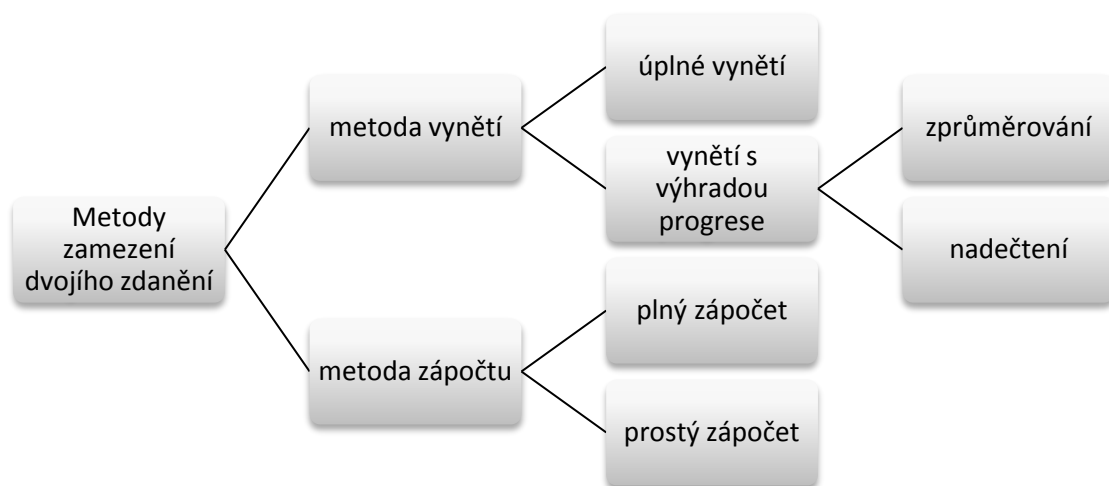 Metody
zamezení
dvojího zdanění
metoda vynětí
úplné vynětí
vynětí s
výhradou
progrese
zprůměrování
nadečtení
metoda zápočtu
plný zápočet
prostý zápočet